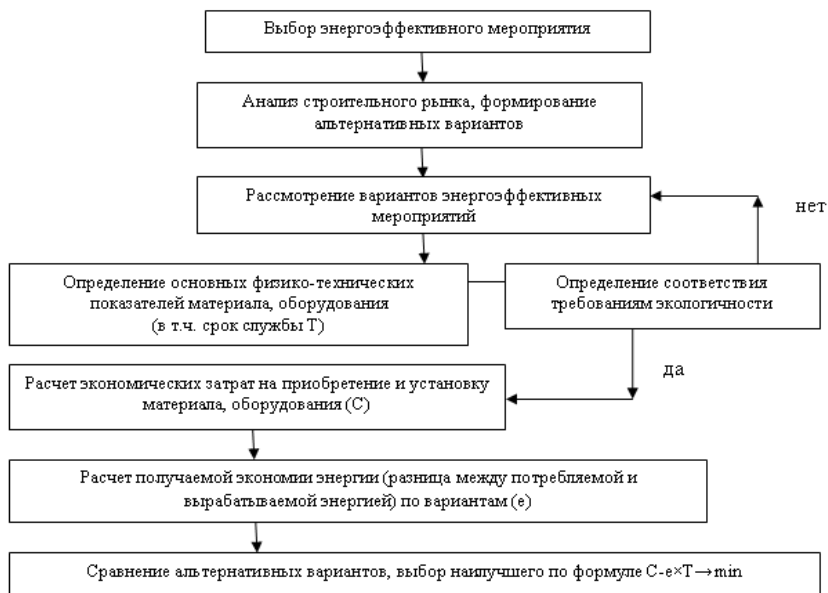 Выбор энергоэффективного мероприятия
Анализ строительного рынка, формирование
альтернативных вариантов
Рассмотрение вариантов энергоэффективных
мероприятий
нет
Определение основных физико-технических
показателей материала, оборудования
(в т.ч. срок службы Т)
Определение соответствия
требованиям экологичности
да
Расчет экономических затрат на приобретение и установку
материала, оборудования (С)
Расчет получаемой экономии энергии (разница между потребляемой и
вырабатываемой энергией) по вариантам (е)
Сравнение альтернативных вариантов, выбор наилучшего по формуле С-е×Т→min